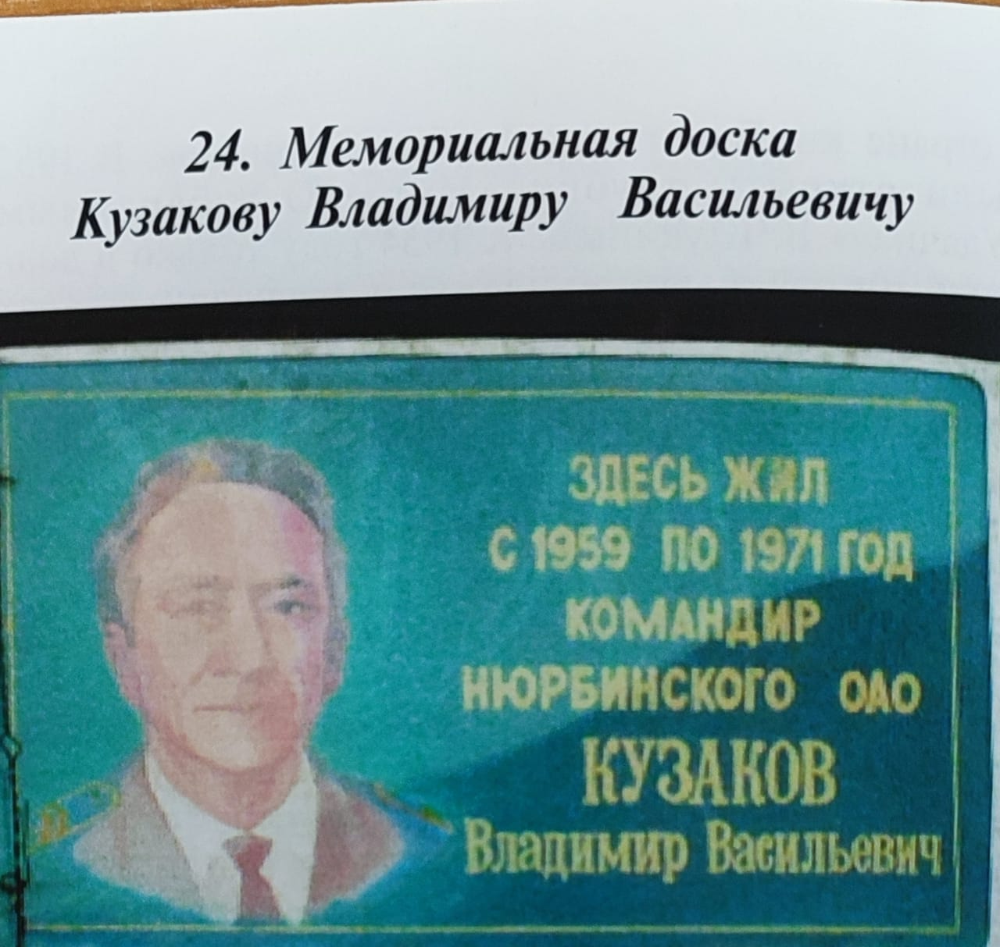 24. Мемориальная доска
Кузакову Владимиру Васильевичу
ЗДЕСЬ ЖИЛ
С 1959 ПО 1971 ГОД
КОМАНДИР
НЮРБИНСКОГО ОАО
КУЗАКОВ
Владимир Васильевич